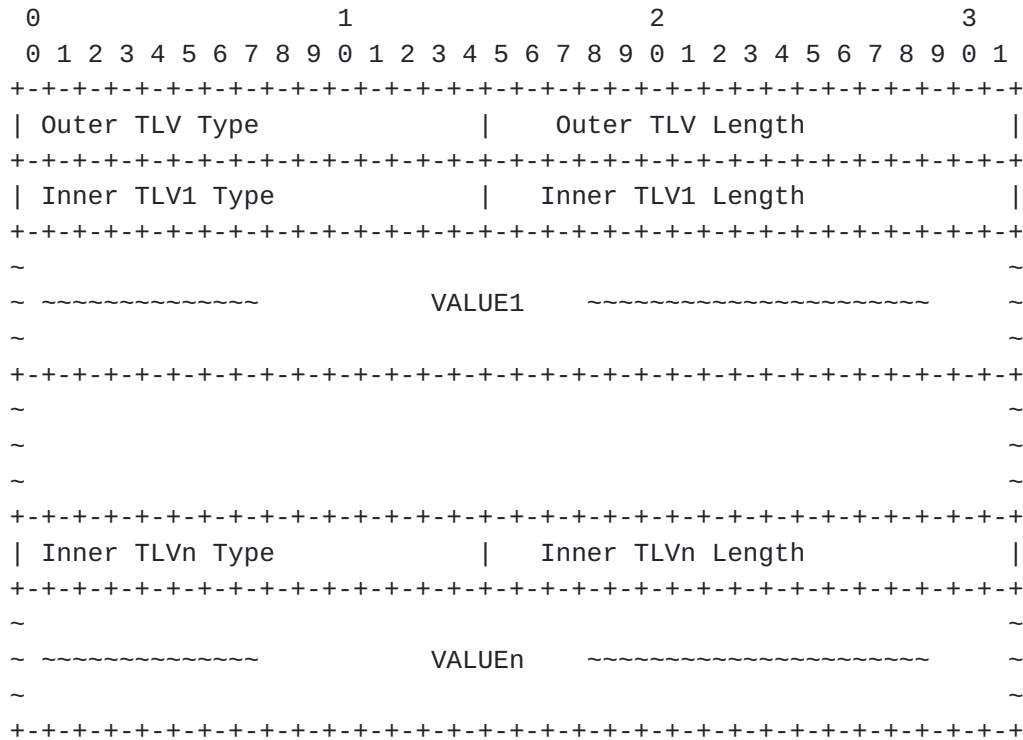 0                   1                   2                   3
 0 1 2 3 4 5 6 7 8 9 0 1 2 3 4 5 6 7 8 9 0 1 2 3 4 5 6 7 8 9 0 1
+-+-+-+-+-+-+-+-+-+-+-+-+-+-+-+-+-+-+-+-+-+-+-+-+-+-+-+-+-+-+-+-+
| Outer TLV Type              |    Outer TLV Length             |
+-+-+-+-+-+-+-+-+-+-+-+-+-+-+-+-+-+-+-+-+-+-+-+-+-+-+-+-+-+-+-+-+
| Inner TLV1 Type             |   Inner TLV1 Length             |
+-+-+-+-+-+-+-+-+-+-+-+-+-+-+-+-+-+-+-+-+-+-+-+-+-+-+-+-+-+-+-+-+
~                                                               ~
~ ~~~~~~~~~~~~~~           VALUE1    ~~~~~~~~~~~~~~~~~~~~~~     ~
~                                                               ~
+-+-+-+-+-+-+-+-+-+-+-+-+-+-+-+-+-+-+-+-+-+-+-+-+-+-+-+-+-+-+-+-+
~                                                               ~
~                                                               ~
~                                                               ~
+-+-+-+-+-+-+-+-+-+-+-+-+-+-+-+-+-+-+-+-+-+-+-+-+-+-+-+-+-+-+-+-+
| Inner TLVn Type             |   Inner TLVn Length             |
+-+-+-+-+-+-+-+-+-+-+-+-+-+-+-+-+-+-+-+-+-+-+-+-+-+-+-+-+-+-+-+-+
~                                                               ~
~ ~~~~~~~~~~~~~~           VALUEn    ~~~~~~~~~~~~~~~~~~~~~~     ~
~                                                               ~
+-+-+-+-+-+-+-+-+-+-+-+-+-+-+-+-+-+-+-+-+-+-+-+-+-+-+-+-+-+-+-+-+